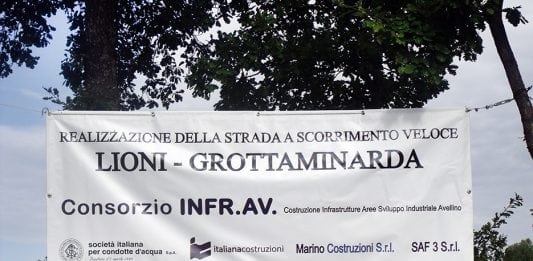 REALIZZAZIONE DELLA STRADA A SCORRIMENTO VELOCE
LIONI - GROTTAMINARDA
Consorzio INFR.AV. Costruzione Infrastrutture Aree Sviluppo Industriale Avellino
società italiana per condotte d'acqua S.p.A. italianacostruzioni Marino Costruzioni S.r.l. SAF 3 S.r.l.